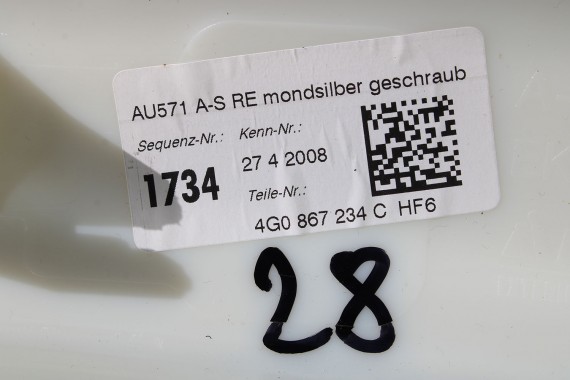 AU571 A-S RE mondsilber geschraub
Sequenz-Nr.: Kenn-Nr.:
1734 27 4 2008
Teile-Nr.:
4G0 867 234 C HF6
28